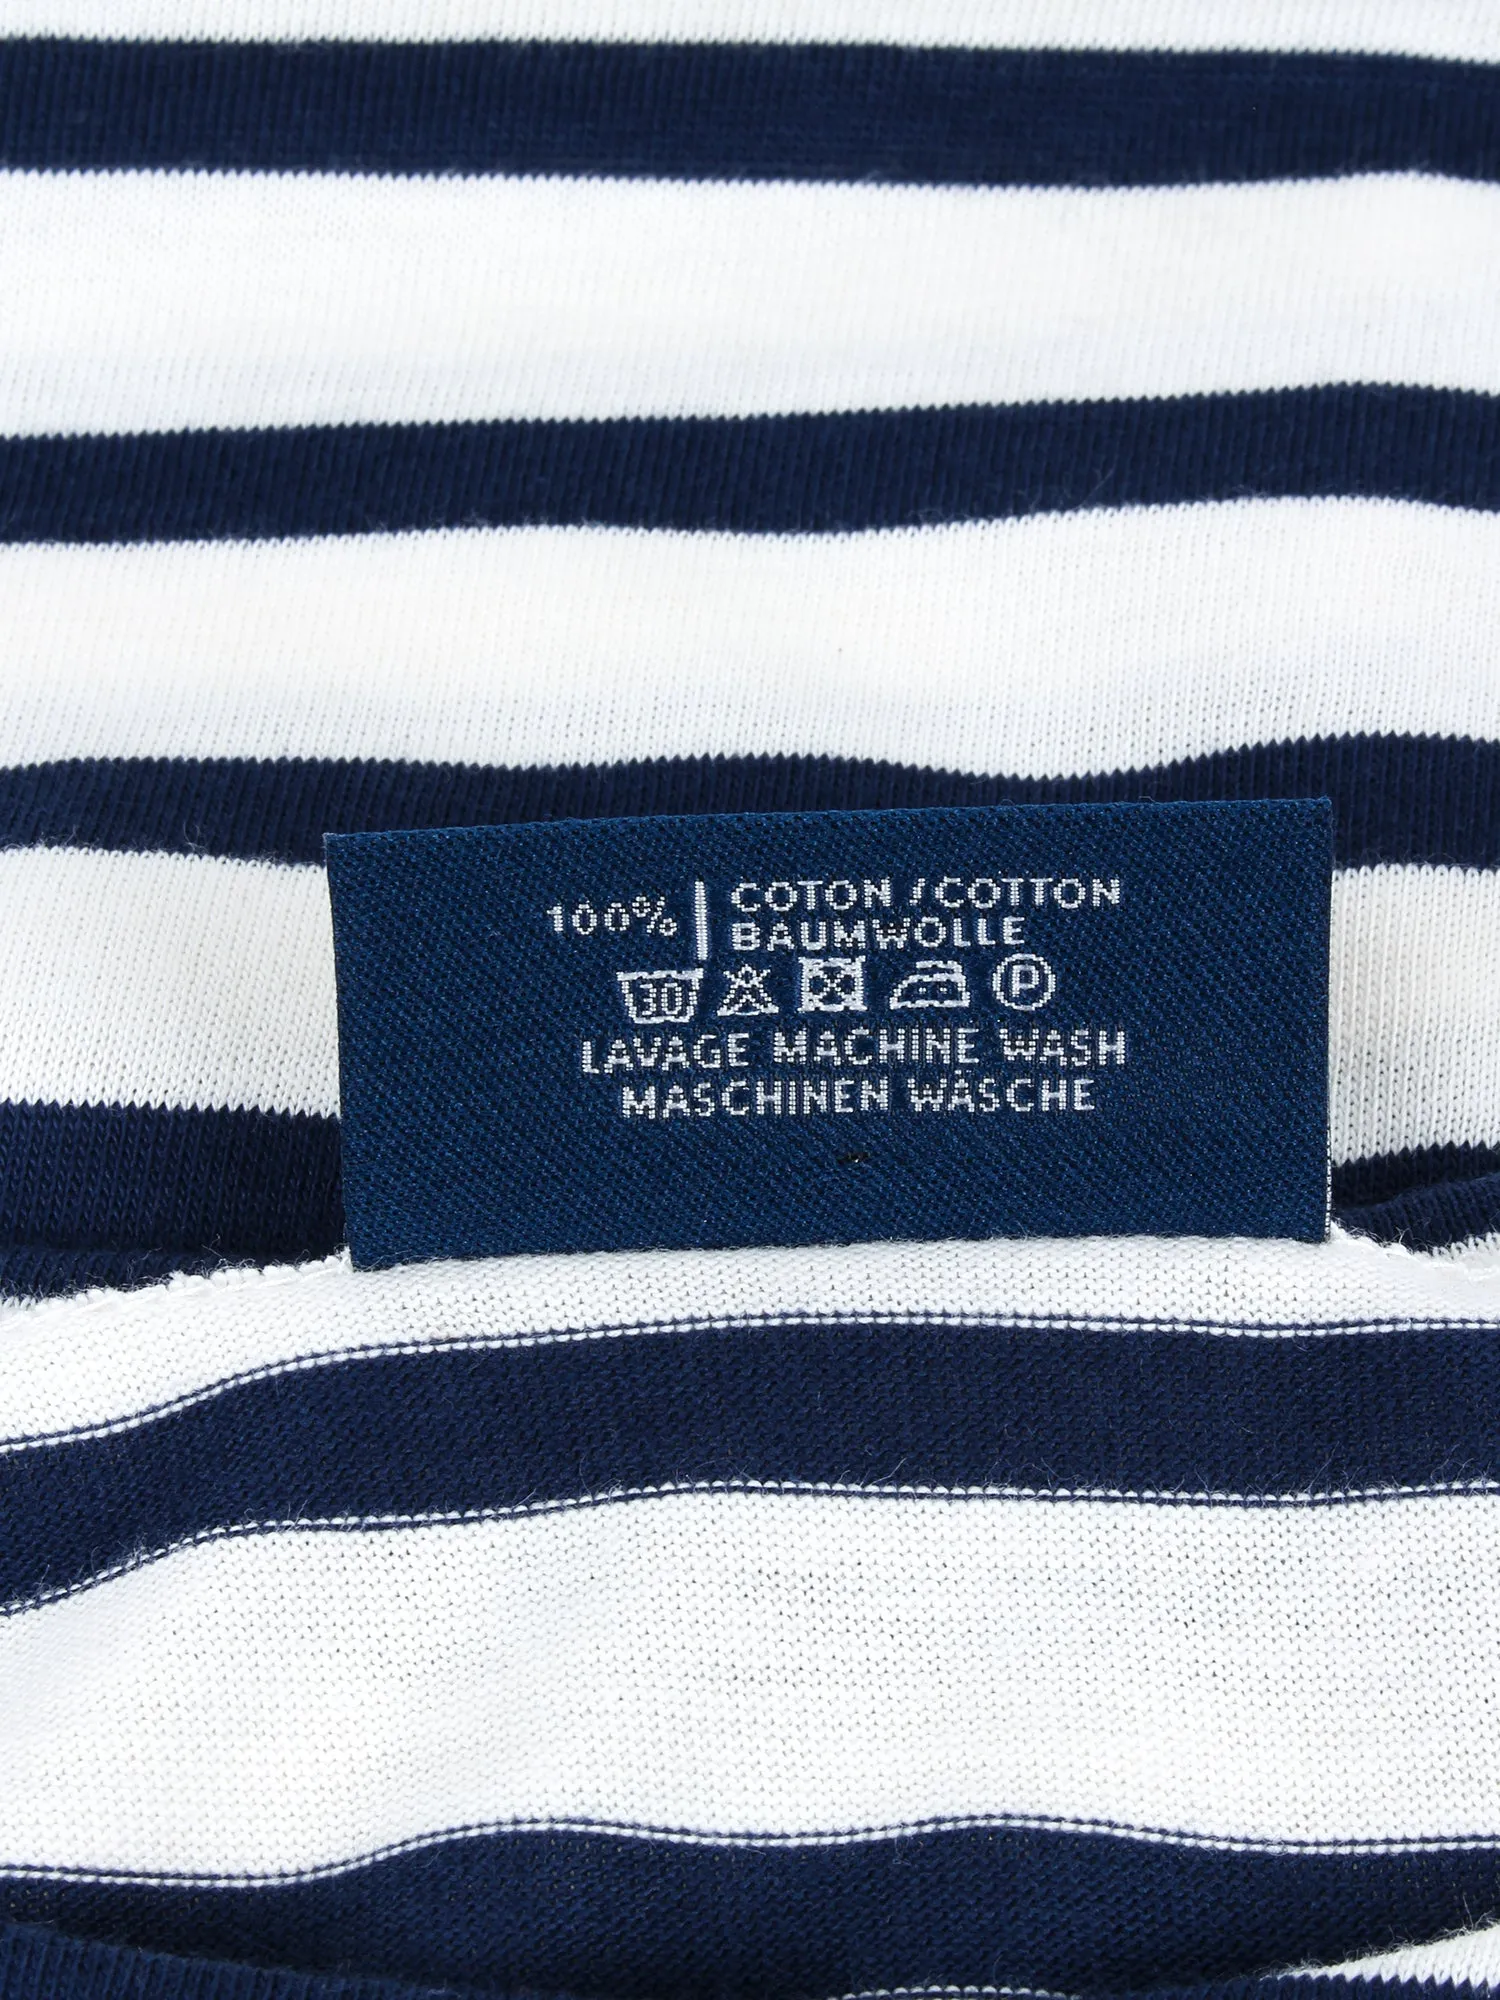 100% | COTON / COTTON
BAUMWOLLE
30 P
LAVAGE MACHINE WASH
MASCHINEN WÄSCHE